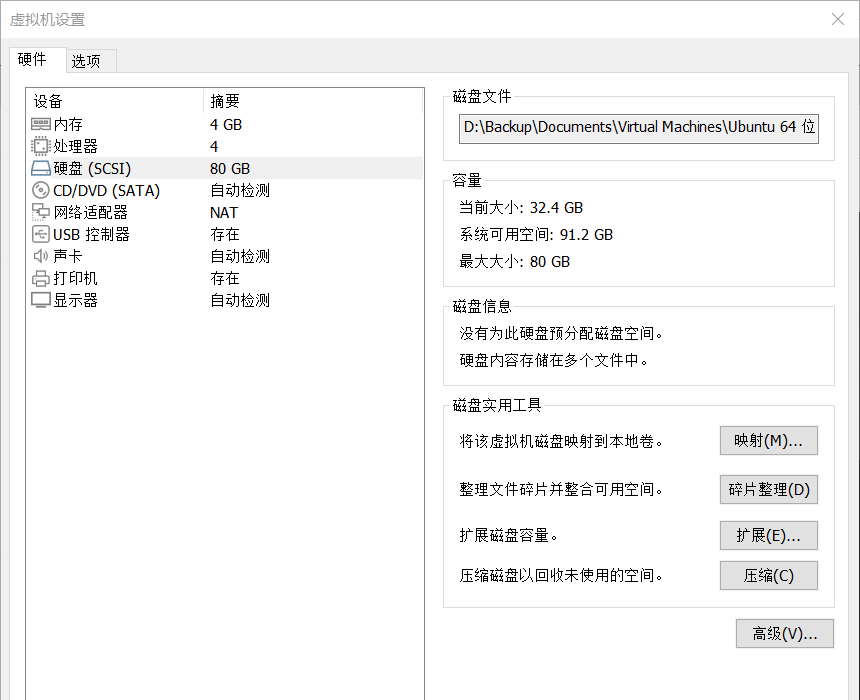 虚拟机设置
硬件
选项
设备 摘要
内存 4 GB
处理器 4
硬盘 (SCSI) 80 GB
CD/DVD (SATA) 自动检测
网络适配器 NAT
USB 控制器 存在
声卡 自动检测
打印机 存在
显示器 自动检测
磁盘文件
D:\Backup\Documents\Virtual Machines\Ubuntu 64 位
容量
当前大小: 32.4 GB
系统可用空间: 91.2 GB
最大大小: 80 GB
磁盘信息
没有为此硬盘预分配磁盘空间。
硬盘内容存储在多个文件中。
磁盘实用工具
将该虚拟机磁盘映射到本地卷。 映射(M)...
整理文件碎片并整合可用空间。 碎片整理(D)
扩展磁盘容量。 扩展(E)...
压缩磁盘以回收未使用的空间。 压缩(C)
高级(V)...